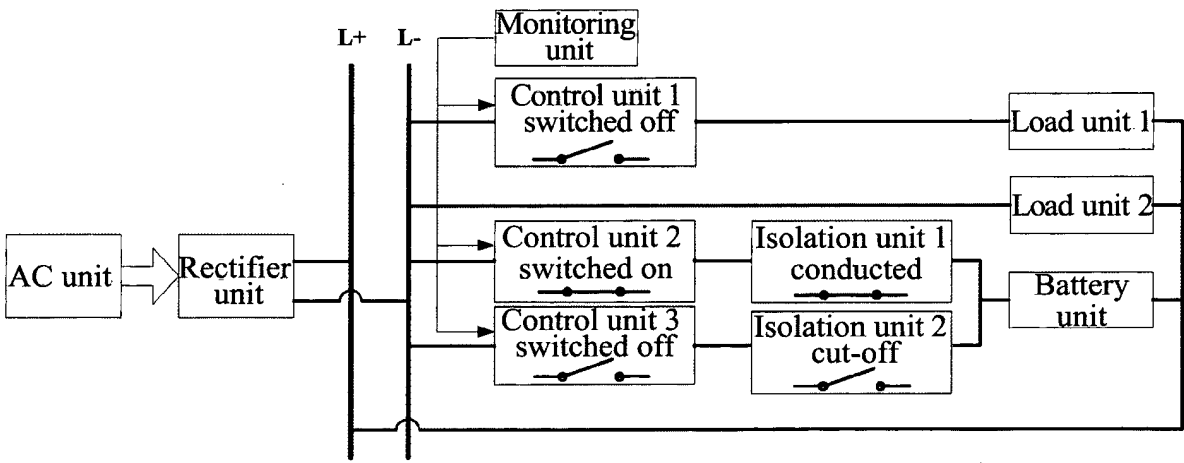 L+
L-
Monitoring
unit
Control unit 1
switched off
Load unit 1
Load unit 2
AC unit
Rectifier
unit
Control unit 2
switched on
Isolation unit 1
conducted
Battery
unit
Control unit 3
switched off
Isolation unit 2
cut-off